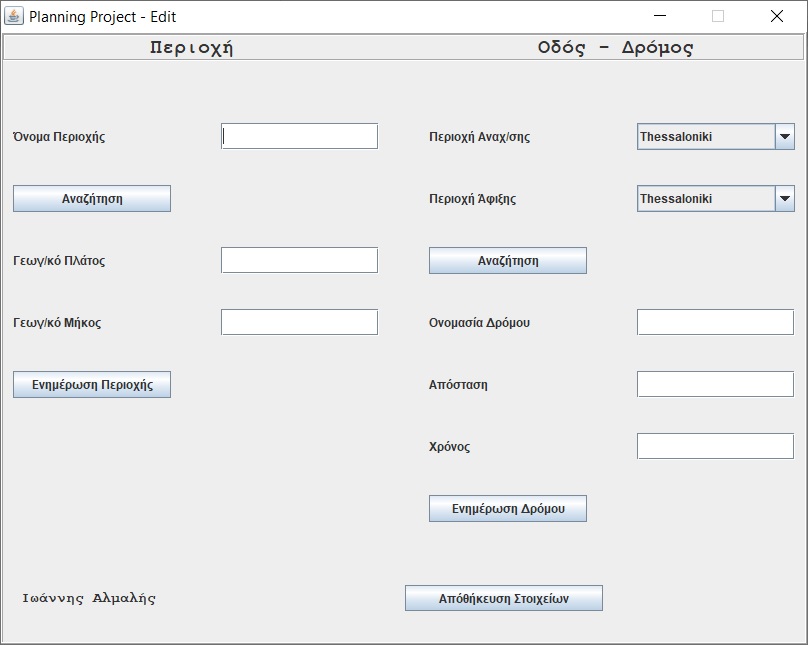 Planning Project - Edit
Περιοχή
Οδός - Δρόμος
Όνομα Περιοχής
Περιοχή Αναχ/σης
Thessaloniki
Αναζήτηση
Περιοχή Άφιξης
Thessaloniki
Γεωγ/κό Πλάτος
Αναζήτηση
Γεωγ/κό Μήκος
Ονομασία Δρόμου
Ενημέρωση Περιοχής
Απόσταση
Χρόνος
Ενημέρωση Δρόμου
Ιωάννης Αλμαλής
Απόθήκευση Στοιχείων